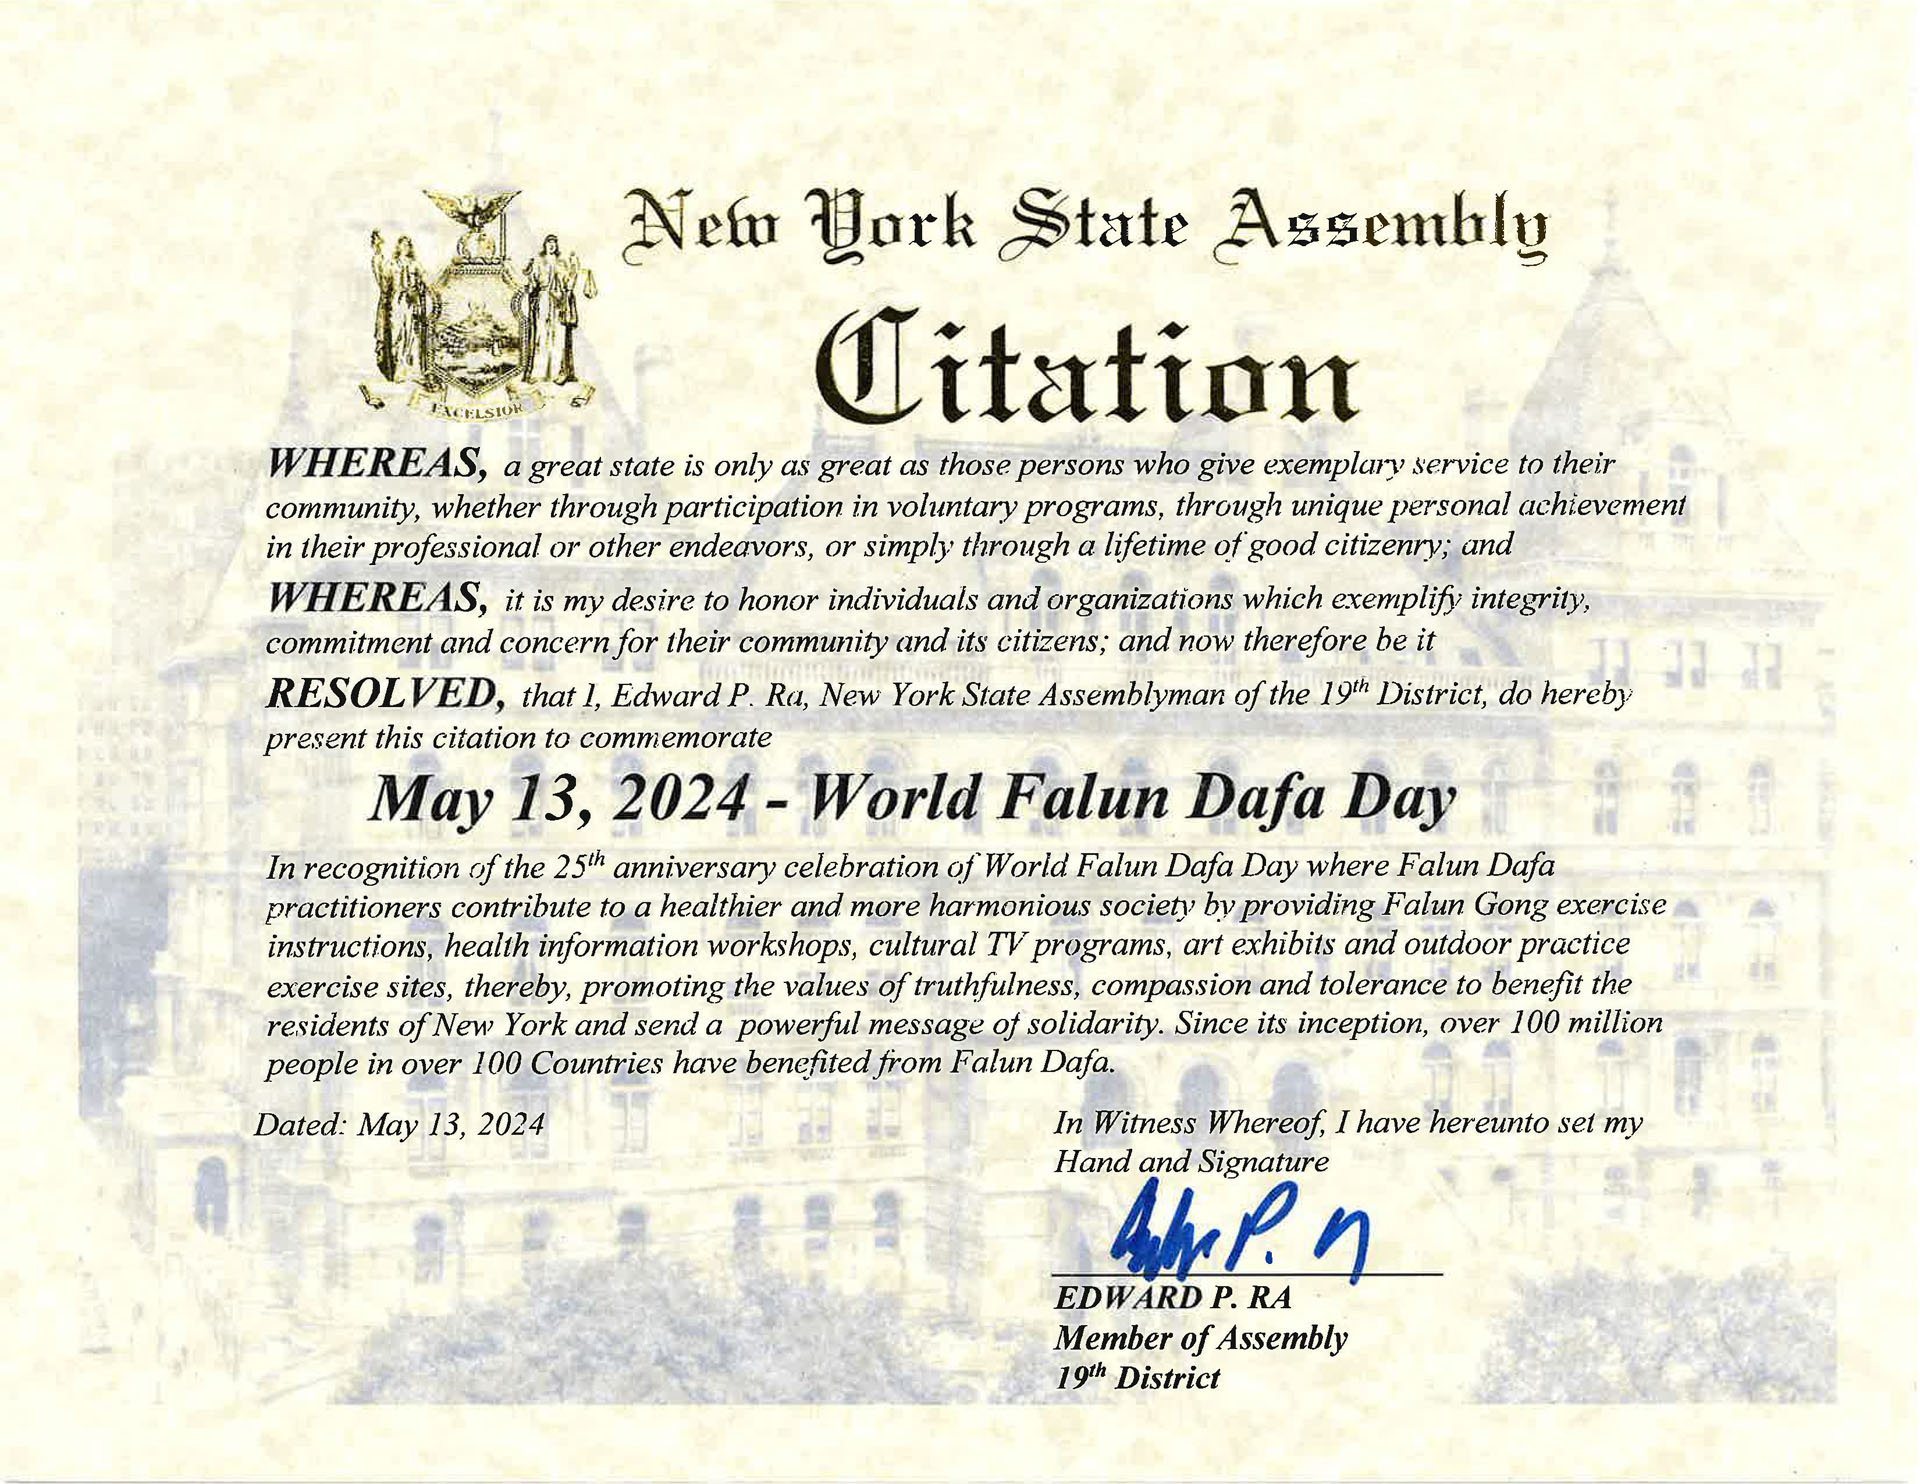 New York State Assembly
Citation
EXCELSIOR
WHEREAS, a great state is only as great as those persons who give exemplary service to their
community, whether through participation in voluntary programs, through unique personal achievement
in their professional or other endeavors, or simply through a lifetime of good citizenry; and
WHEREAS, it is my desire to honor individuals and organizations which exemplify integrity,
commitment and concern for their community and its citizens; and now therefore be it
RESOLVED, that I, Edward P. Ra, New York State Assemblyman of the 19th District, do hereby
present this citation to commemorate
May 13, 2024 - World Falun Dafa Day
In recognition of the 25th anniversary celebration of World Falun Dafa Day where Falun Dafa
practitioners contribute to a healthier and more harmonious society by providing Falun Gong exercise
instructions, health information workshops, cultural TV programs, art exhibits and outdoor practice
exercise sites, thereby, promoting the values of truthfulness, compassion and tolerance to benefit the
residents of New York and send a powerful message of solidarity. Since its inception, over 100 million
people in over 100 Countries have benefited from Falun Dafa.
Dated: May 13, 2024
In Witness Whereof, I have hereunto set my
Hand and Signature
EDWARD P. RA
Member of Assembly
19th District